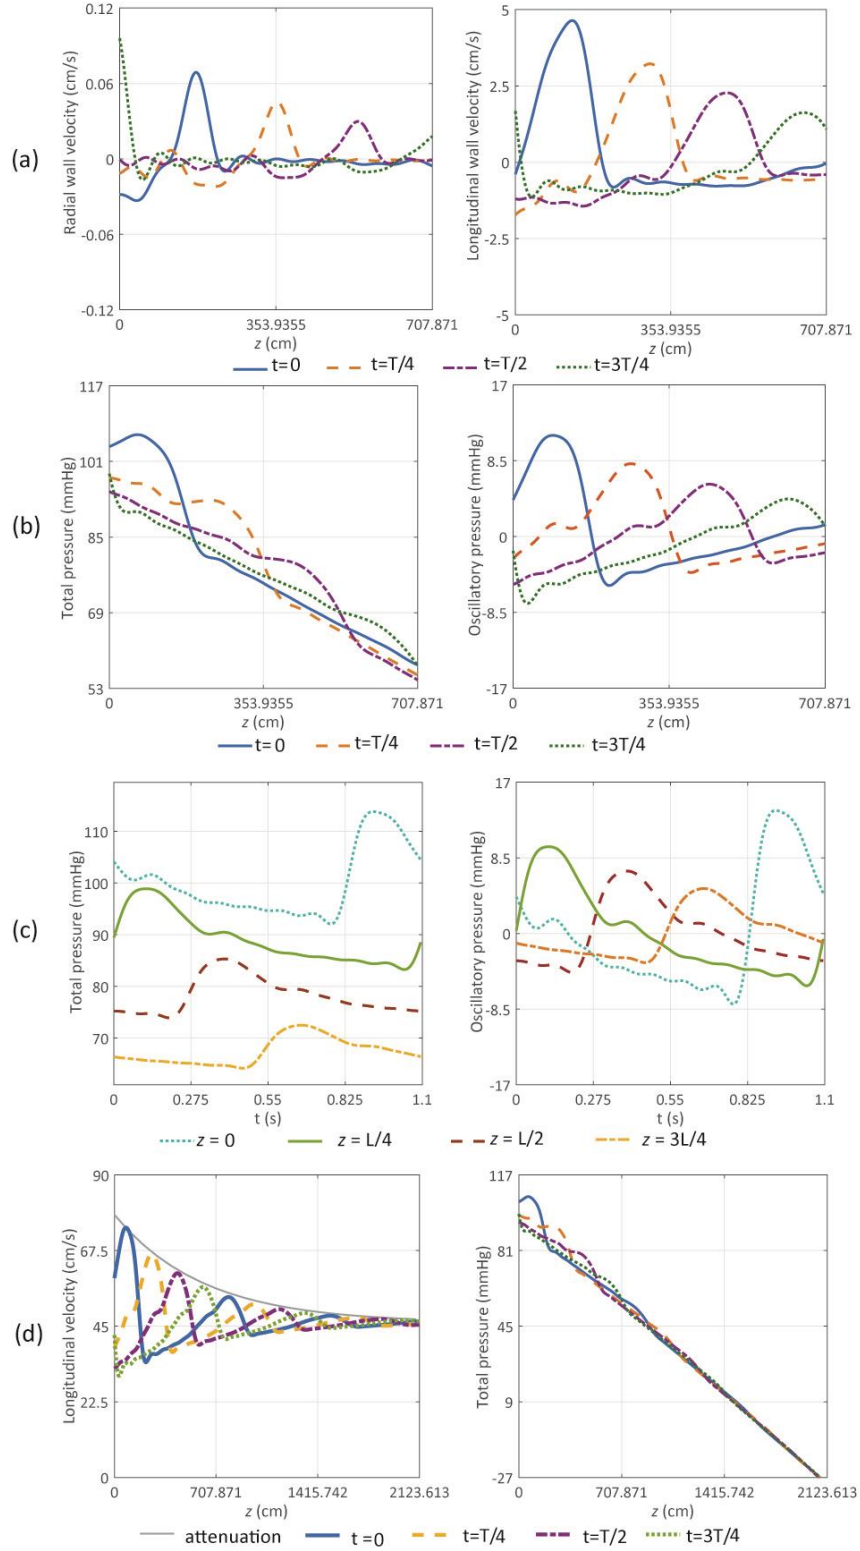 (a)
Radial wall velocity (cm/s)
0.12
0.06
0
-0.06
-0.12
0 353.9355 707.871
z (cm)
Longitudinal wall velocity (cm/s)
5
2.5
0
-2.5
-5
0 353.9355 707.871
z (cm)
t=0 t=T/4 t=T/2 t=3T/4
(b)
Total pressure (mmHg)
117
101
85
69
53
0 353.9355 707.871
z (cm)
Oscillatory pressure (mmHg)
17
8.5
0
-8.5
-17
0 353.9355 707.871
z (cm)
t=0 t=T/4 t=T/2 t=3T/4
(c)
Total pressure (mmHg)
110
100
90
80
70
0 0.275 0.55 0.825 1.1
t (s)
Oscillatory pressure (mmHg)
17
8.5
0
-8.5
-17
0 0.275 0.55 0.825 1.1
t (s)
z = 0 z = L/4 z = L/2 z = 3L/4
(d)
Longitudinal velocity (cm/s)
90
67.5
45
22.5
0
0 707.871 1415.742 2123.613
z (cm)
Total pressure (mmHg)
117
81
45
9
-27
0 707.871 1415.742 2123.613
z (cm)
attenuation t =0 t=T/4 t=T/2 t=3T/4